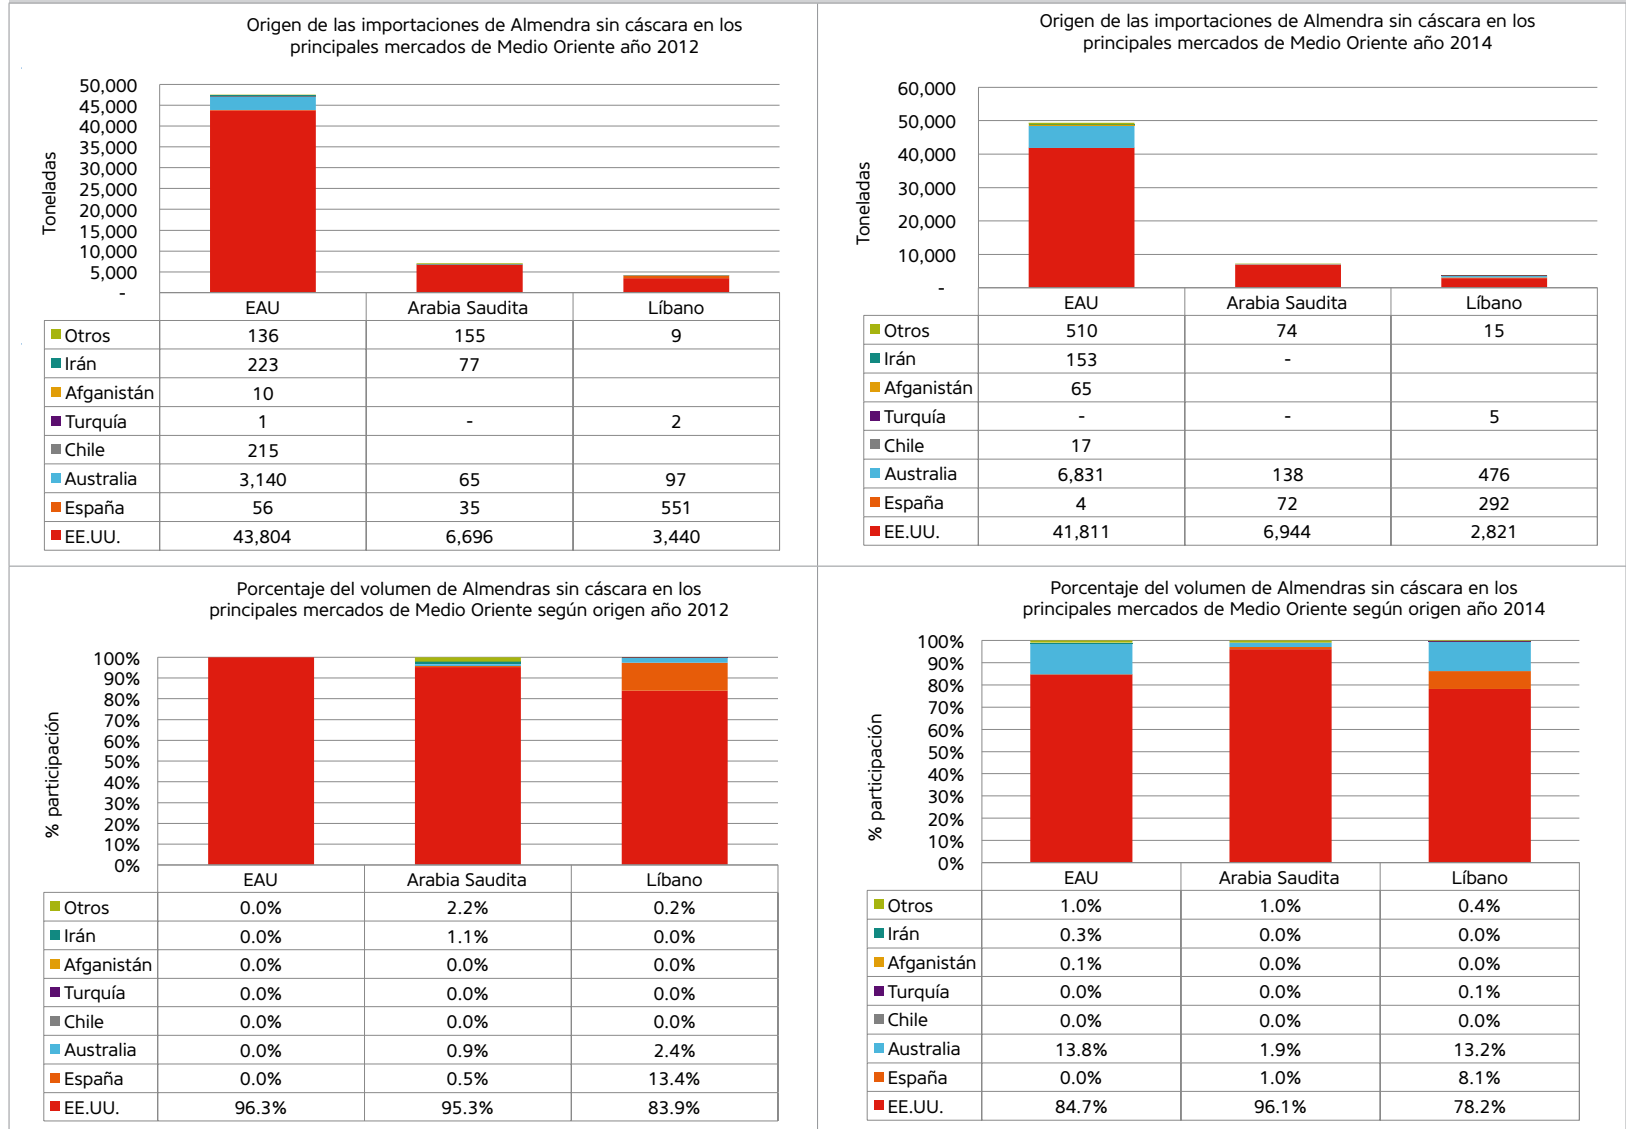 Origen de las importaciones de Almendra sin cáscara en los
principales mercados de Medio Oriente año 2012
Toneladas
50,000
45,000
40,000
35,000
30,000
25,000
20,000
15,000
10,000
5,000
-
EAU Arabia Saudita Líbano
Otros 136 155 9
Irán 223 77
Afganistán 10
Turquía 1 - 2
Chile 215
Australia 3,140 65 97
España 56 35 551
EE.UU. 43,804 6,696 3,440
Origen de las importaciones de Almendra sin cáscara en los
principales mercados de Medio Oriente año 2014
Toneladas
60,000
50,000
40,000
30,000
20,000
10,000
-
EAU Arabia Saudita Líbano
Otros 510 74 15
Irán 153 -
Afganistán 65
Turquía - - 5
Chile 17
Australia 6,831 138 476
España 4 72 292
EE.UU. 41,811 6,944 2,821
Porcentaje del volumen de Almendras sin cáscara en los
principales mercados de Medio Oriente según origen año 2012
% participación
100%
90%
80%
70%
60%
50%
40%
30%
20%
10%
0%
EAU Arabia Saudita Líbano
Otros 0.0% 2.2% 0.2%
Irán 0.0% 1.1% 0.0%
Afganistán 0.0% 0.0% 0.0%
Turquía 0.0% 0.0% 0.0%
Chile 0.0% 0.0% 0.0%
Australia 0.0% 0.9% 2.4%
España 0.0% 0.5% 13.4%
EE.UU. 96.3% 95.3% 83.9%
Porcentaje del volumen de Almendras sin cáscara en los
principales mercados de Medio Oriente según origen año 2014
% participación
100%
90%
80%
70%
60%
50%
40%
30%
20%
10%
0%
EAU Arabia Saudita Líbano
Otros 1.0% 1.0% 0.4%
Irán 0.3% 0.0% 0.0%
Afganistán 0.1% 0.0% 0.0%
Turquía 0.0% 0.0% 0.1%
Chile 0.0% 0.0% 0.0%
Australia 13.8% 1.9% 13.2%
España 0.0% 1.0% 8.1%
EE.UU. 84.7% 96.1% 78.2%